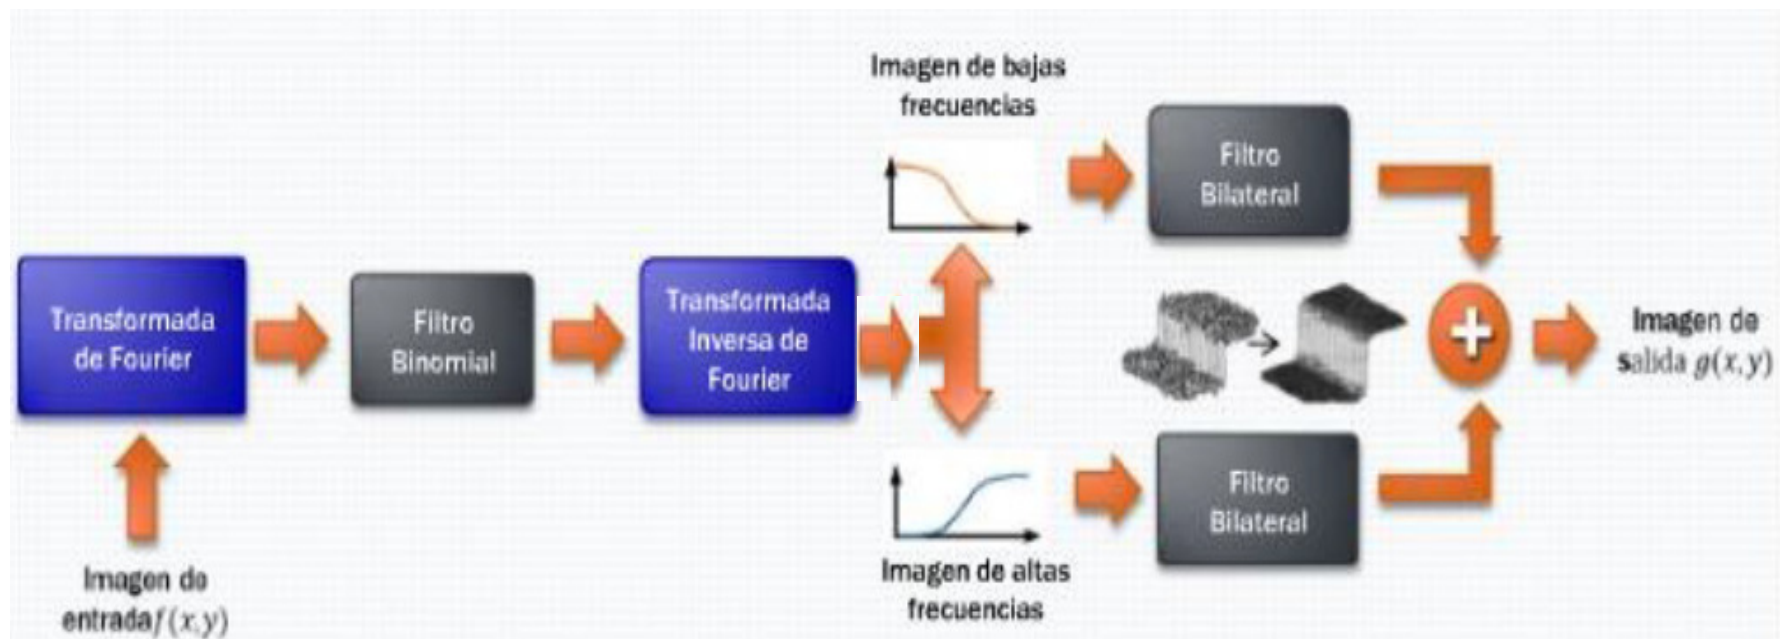 Imagen de bajas
frecuencias
Filtro
Bilateral
Transformada
de Fourier
Filtro
Binomial
Transformada
Inversa de
Fourier
+
Imagen de
salida g(x,y)
Filtro
Bilateral
Imagen de altas
frecuencias
Imagen de
entrada f(x,y)